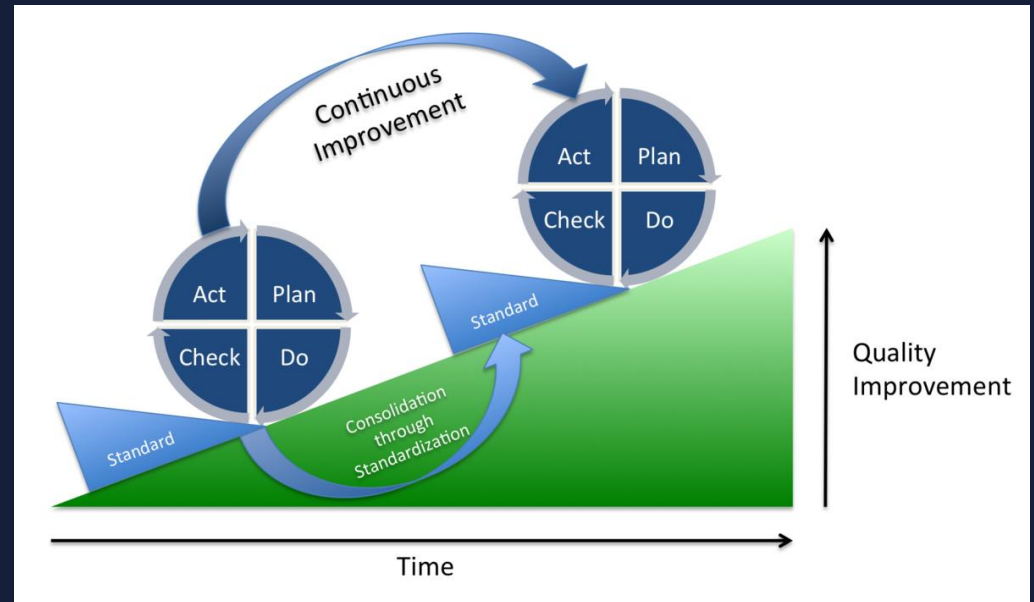 Continuous
Improvement
Act
Plan
Check
Do
Act
Plan
Check
Do
Standard
Standard
Consolidation
through
Standardization
Quality
Improvement
Time